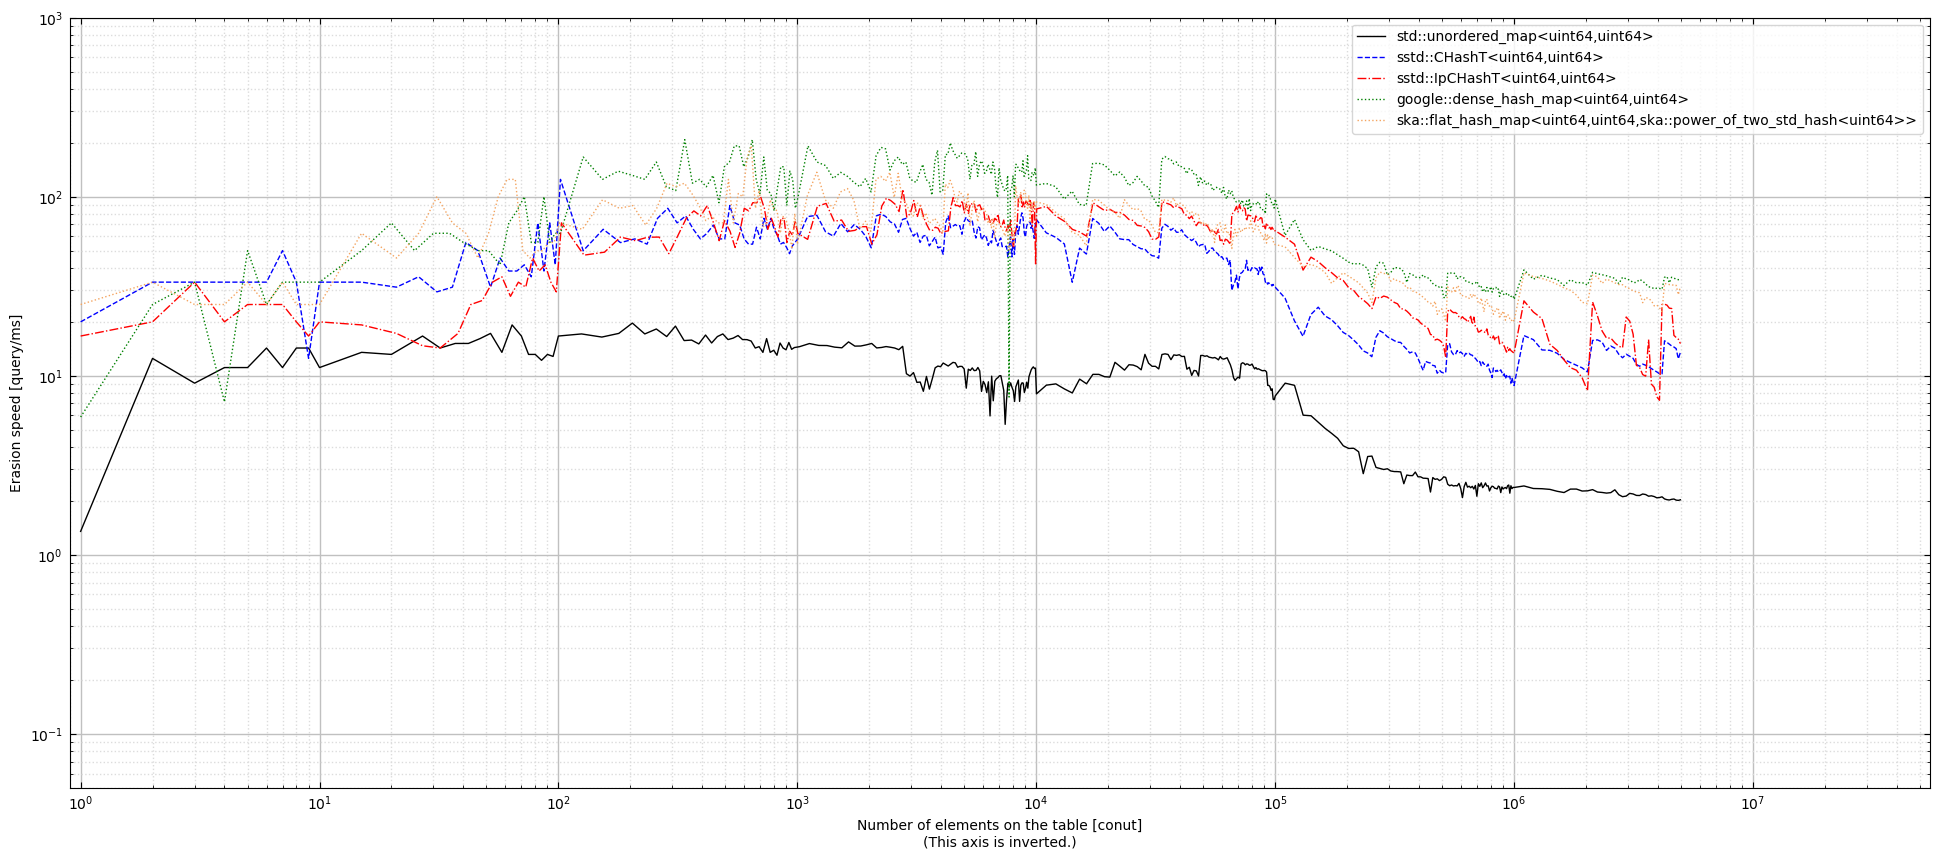 std::unordered_map<uint64,uint64>
sstd::CHashT<uint64,uint64>
sstd::IpCHashT<uint64,uint64>
google::dense_hash_map<uint64,uint64>
ska::flat_hash_map<uint64,uint64,ska::power_of_two_std_hash<uint64>>
Erasion speed [query/ms]
10³
10²
10¹
10⁰
10⁻¹
10⁰ 10¹ 10² 10³ 10⁴ 10⁵ 10⁶ 10⁷
Number of elements on the table [conut]
(This axis is inverted.)